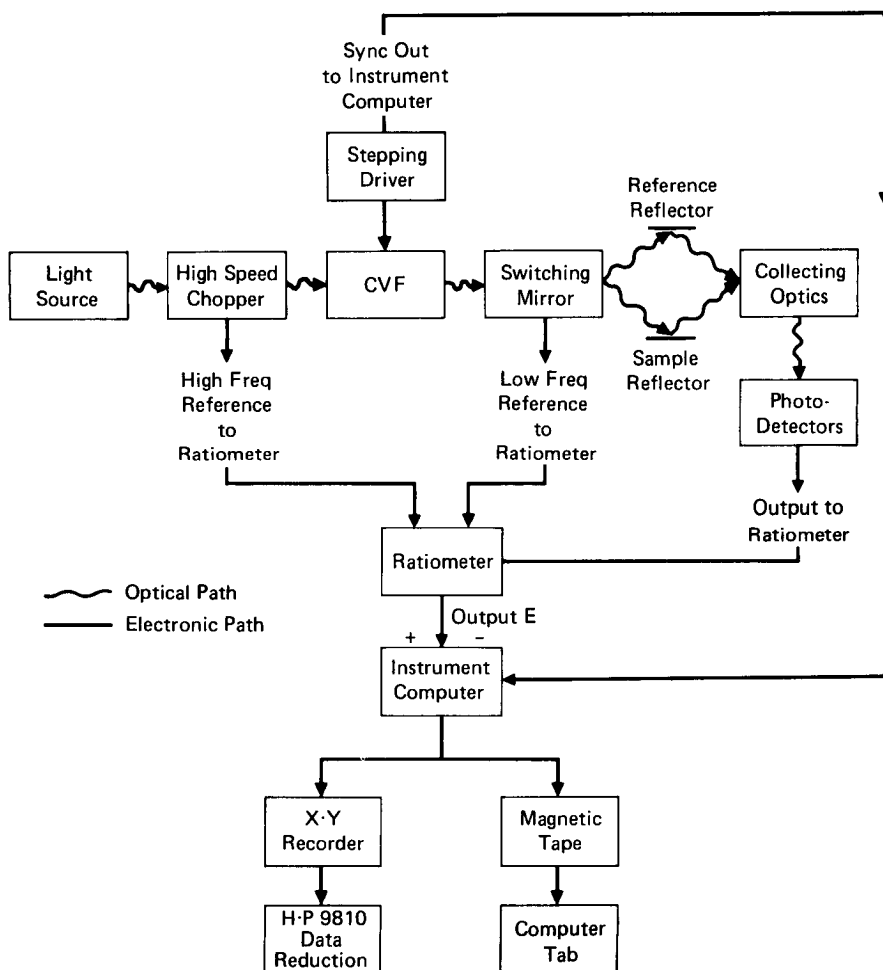 Sync Out
to Instrument
Computer
Stepping
Driver
Reference
Reflector
Light
Source
High Speed
Chopper
CVF
Switching
Mirror
Collecting
Optics
Sample
Reflector
High Freq
Reference
to
Ratiometer
Low Freq
Reference
to
Ratiometer
Photo-
Detectors
Output to
Ratiometer
Ratiometer
Optical Path
Electronic Path
Output E
+ −
Instrument
Computer
X·Y
Recorder
Magnetic
Tape
H·P 9810
Data
Reduction
Computer
Tab